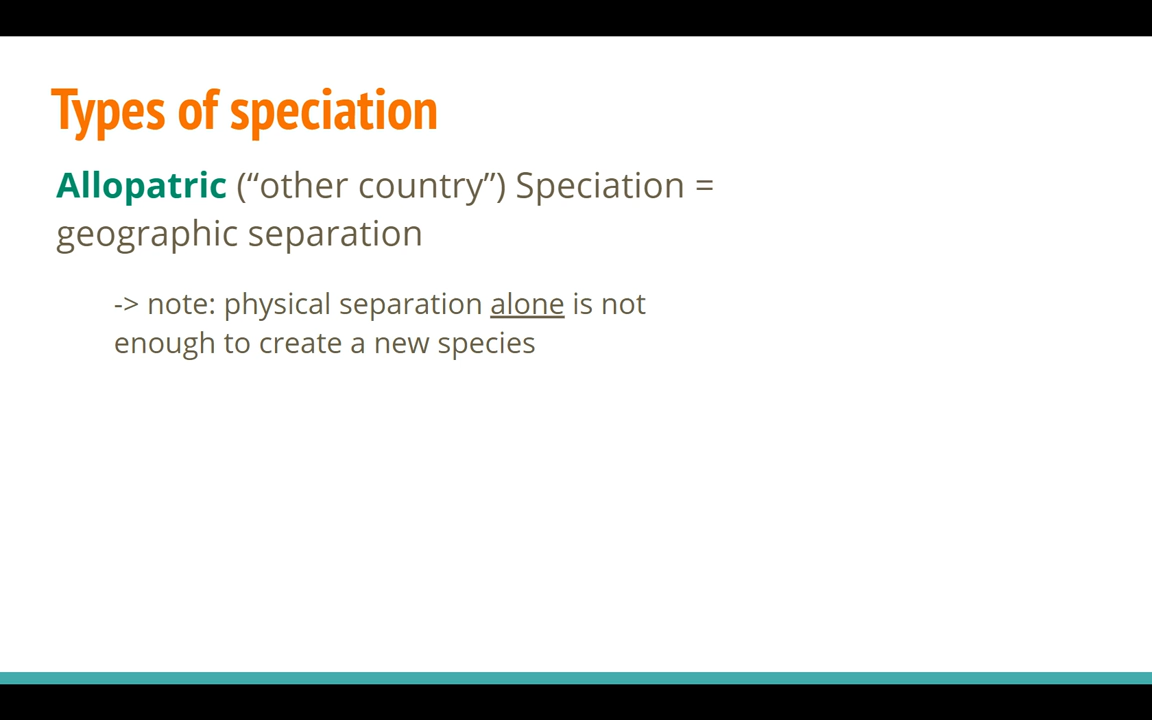 Types of speciation
Allopatric (“other country”) Speciation =
geographic separation
-> note: physical separation alone is not
enough to create a new species